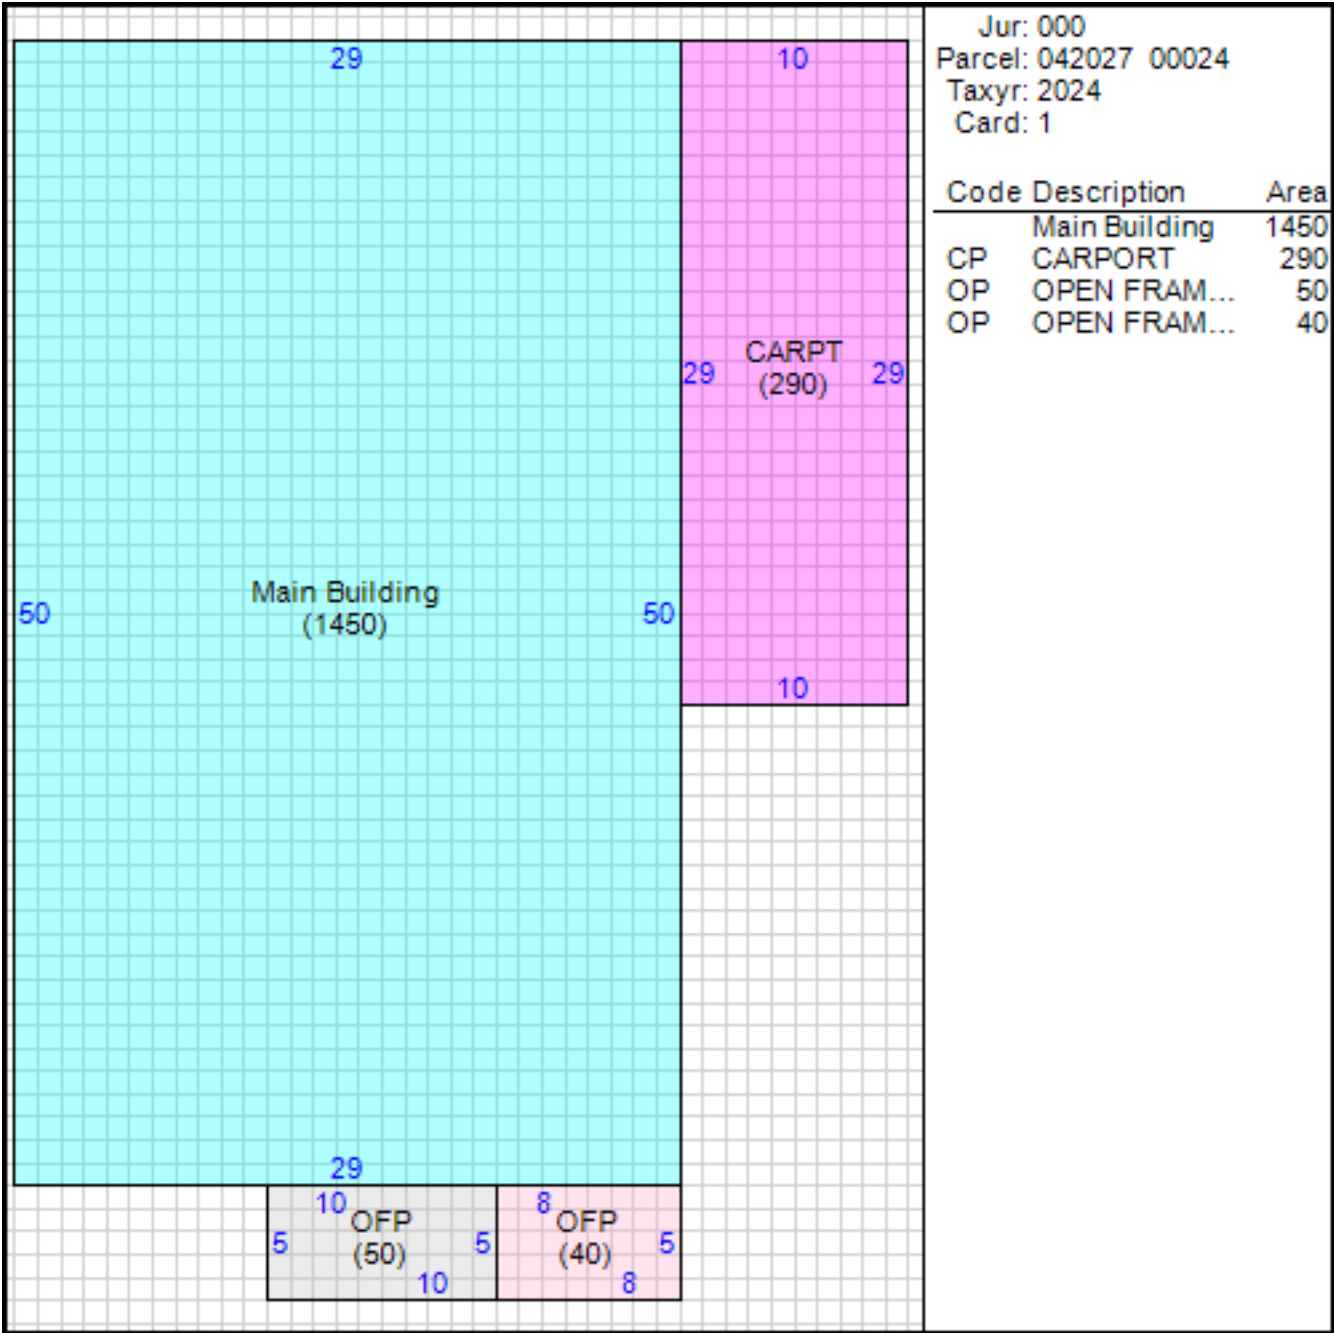 29
10
CARPT
(290)
29
29
Main Building
(1450)
50
50
10
29
10
OFP
(50)
5
5
10
8
OFP
(40)
5
8
Jur: 000
Parcel: 042027 00024
Taxyr: 2024
Card: 1
Code Description Area
Main Building 1450
CP CARPORT 290
OP OPEN FRAM... 50
OP OPEN FRAM... 40